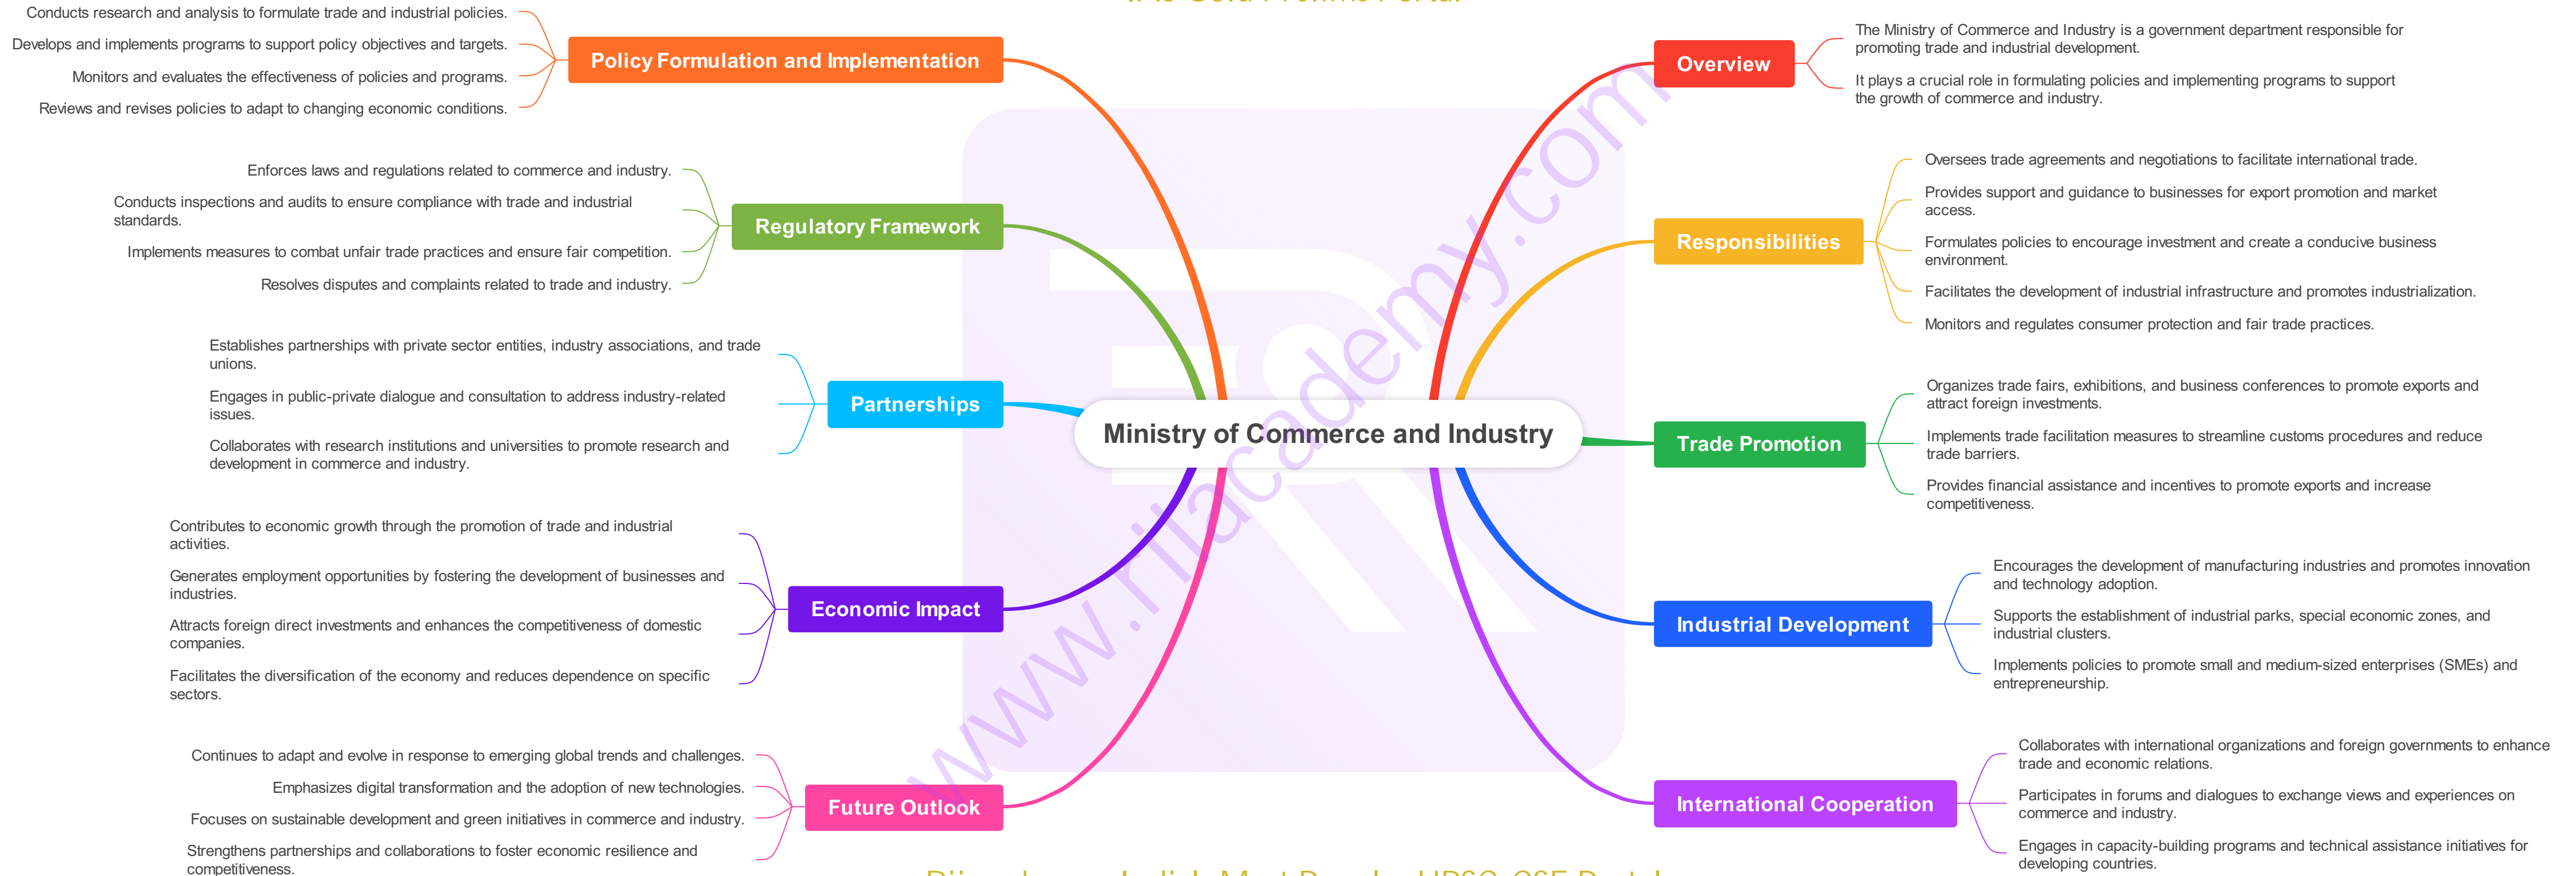 Conducts research and analysis to formulate trade and industrial policies.
Develops and implements programs to support policy objectives and targets.
Monitors and evaluates the effectiveness of policies and programs.
Reviews and revises policies to adapt to changing economic conditions.
Policy Formulation and Implementation
Enforces laws and regulations related to commerce and industry.
Conducts inspections and audits to ensure compliance with trade and industrial
standards.
Implements measures to combat unfair trade practices and ensure fair competition.
Resolves disputes and complaints related to trade and industry.
Regulatory Framework
Establishes partnerships with private sector entities, industry associations, and trade
unions.
Engages in public-private dialogue and consultation to address industry-related
issues.
Collaborates with research institutions and universities to promote research and
development in commerce and industry.
Partnerships
Contributes to economic growth through the promotion of trade and industrial
activities.
Generates employment opportunities by fostering the development of businesses and
industries.
Attracts foreign direct investments and enhances the competitiveness of domestic
companies.
Facilitates the diversification of the economy and reduces dependence on specific
sectors.
Economic Impact
Continues to adapt and evolve in response to emerging global trends and challenges.
Emphasizes digital transformation and the adoption of new technologies.
Focuses on sustainable development and green initiatives in commerce and industry.
Strengthens partnerships and collaborations to foster economic resilience and
competitiveness.
Future Outlook
Ministry of Commerce and Industry
www.rijacademy.com
Overview
The Ministry of Commerce and Industry is a government department responsible for
promoting trade and industrial development.
It plays a crucial role in formulating policies and implementing programs to support
the growth of commerce and industry.
Responsibilities
Oversees trade agreements and negotiations to facilitate international trade.
Provides support and guidance to businesses for export promotion and market
access.
Formulates policies to encourage investment and create a conducive business
environment.
Facilitates the development of industrial infrastructure and promotes industrialization.
Monitors and regulates consumer protection and fair trade practices.
Trade Promotion
Organizes trade fairs, exhibitions, and business conferences to promote exports and
attract foreign investments.
Implements trade facilitation measures to streamline customs procedures and reduce
trade barriers.
Provides financial assistance and incentives to promote exports and increase
competitiveness.
Industrial Development
Encourages the development of manufacturing industries and promotes innovation
and technology adoption.
Supports the establishment of industrial parks, special economic zones, and
industrial clusters.
Implements policies to promote small and medium-sized enterprises (SMEs) and
entrepreneurship.
International Cooperation
Collaborates with international organizations and foreign governments to enhance
trade and economic relations.
Participates in forums and dialogues to exchange views and experiences on
commerce and industry.
Engages in capacity-building programs and technical assistance initiatives for
developing countries.